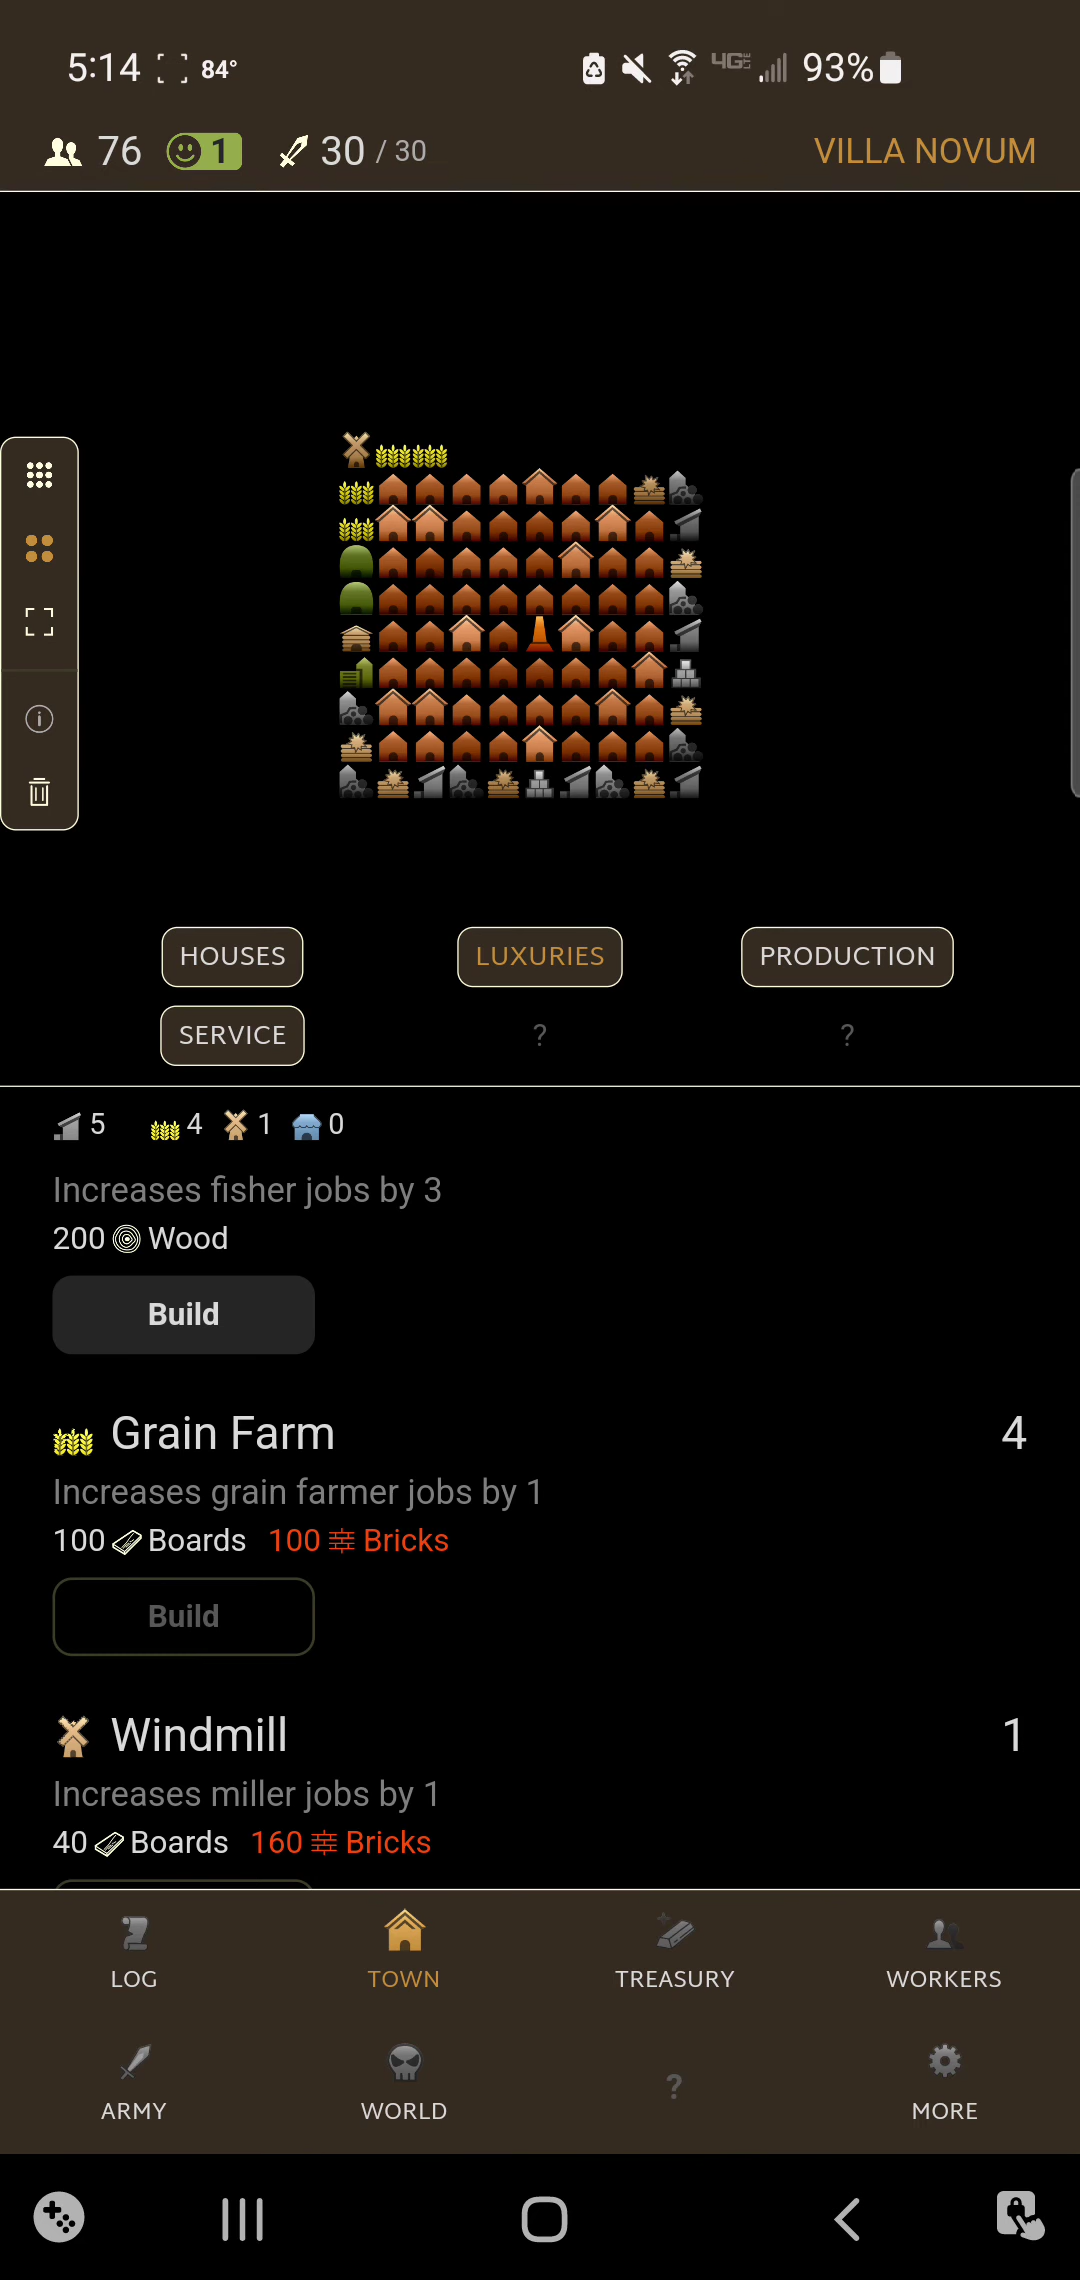 5:14 84° 4G LTE 93%
76 1 30 / 30 VILLA NOVUM
HOUSES LUXURIES PRODUCTION
SERVICE ? ?
5 4 1 0
Increases fisher jobs by 3
200 Wood
Build
Grain Farm 4
Increases grain farmer jobs by 1
100 Boards 100 Bricks
Build
Windmill 1
Increases miller jobs by 1
40 Boards 160 Bricks
LOG TOWN TREASURY WORKERS
ARMY WORLD ? MORE